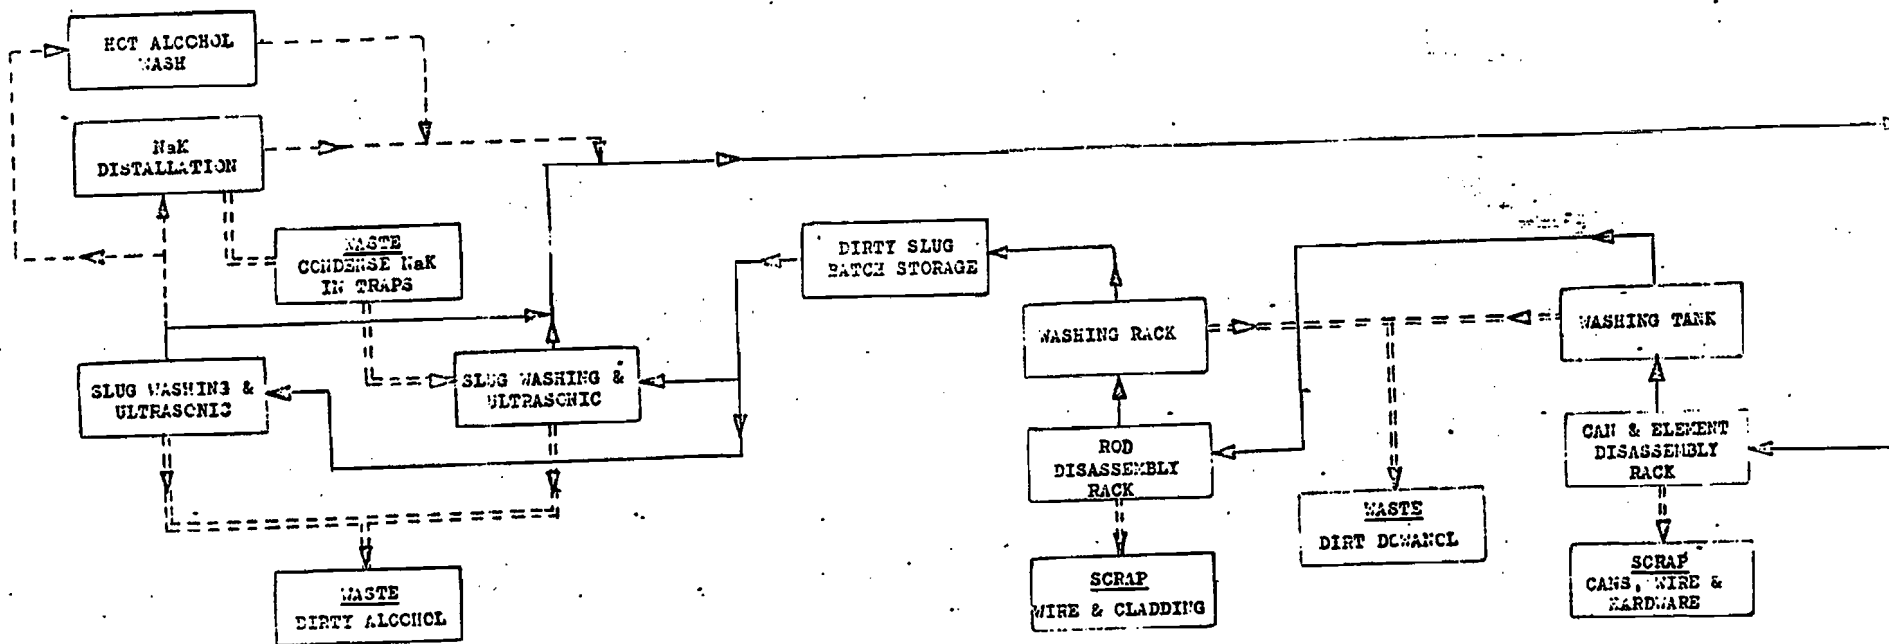 HOT ALCOHOL
WASH
NaK
DISTALLATION
WASTE
CONDENSE NaK
IN TRAPS
SLUG WASHING &
ULTRASONIC
SLUG WASHING &
ULTRASONIC
WASTE
DIRTY ALCOHOL
DIRTY SLUG
BATCH STORAGE
WASHING RACK
ROD
DISASSEMBLY
RACK
SCRAP
WIRE & CLADDING
WASTE
DIRT DOWANOL
WASHING TANK
CAN & ELEMENT
DISASSEMBLY
RACK
SCRAP
CANS, WIRE &
HARDWARE